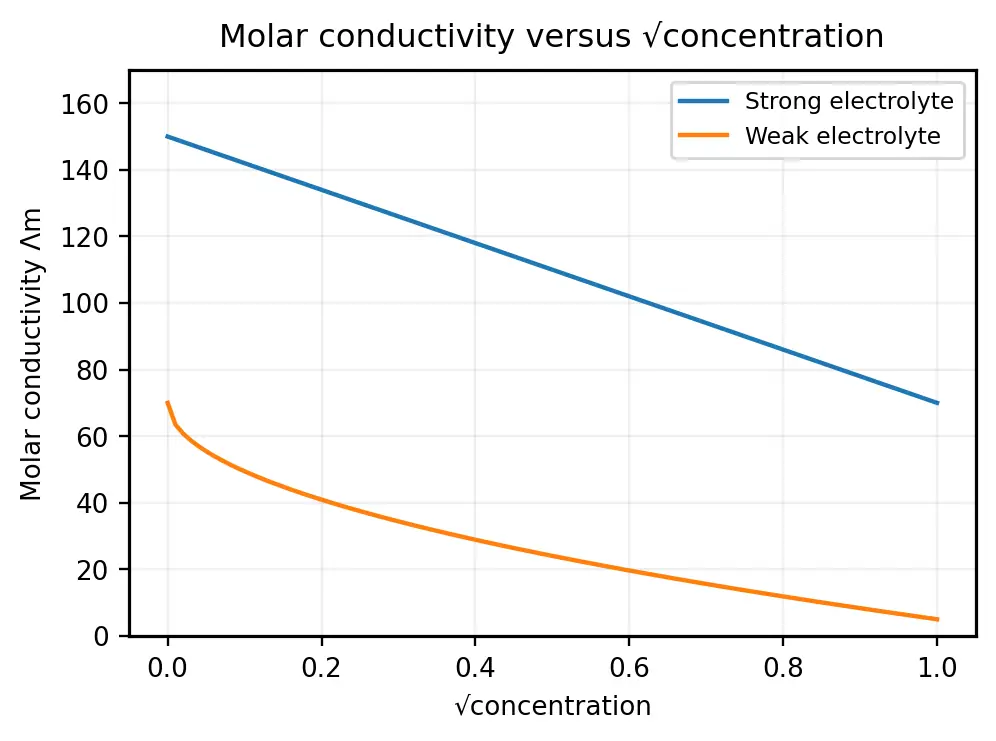 Molar conductivity versus √concentration
Strong electrolyte
Weak electrolyte
Molar conductivity Λm
160
140
120
100
80
60
40
20
0
0.0 0.2 0.4 0.6 0.8 1.0
√concentration